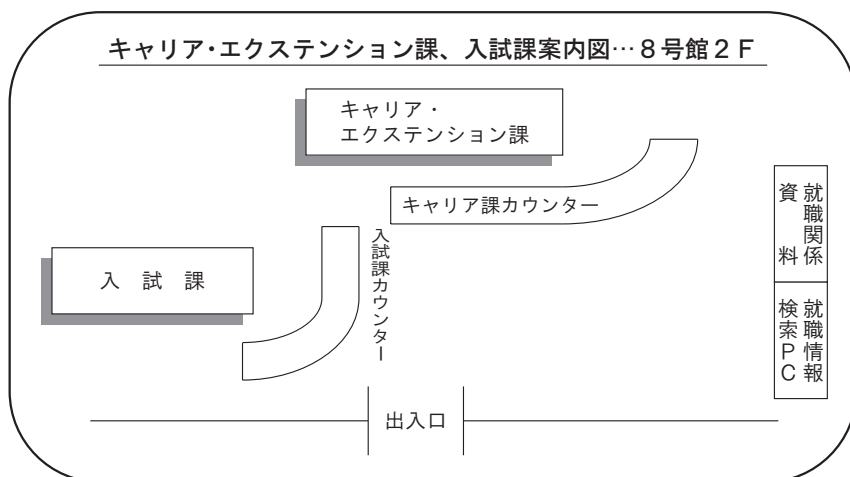 キャリア・エクステンション課、入試課案内図…８号館２Ｆ
キャリア・
エクステンション課
キャリア課カウンター
入試課カウンター
入　試　課
就職関係
資　料
就職情報
検索ＰＣ
出入口